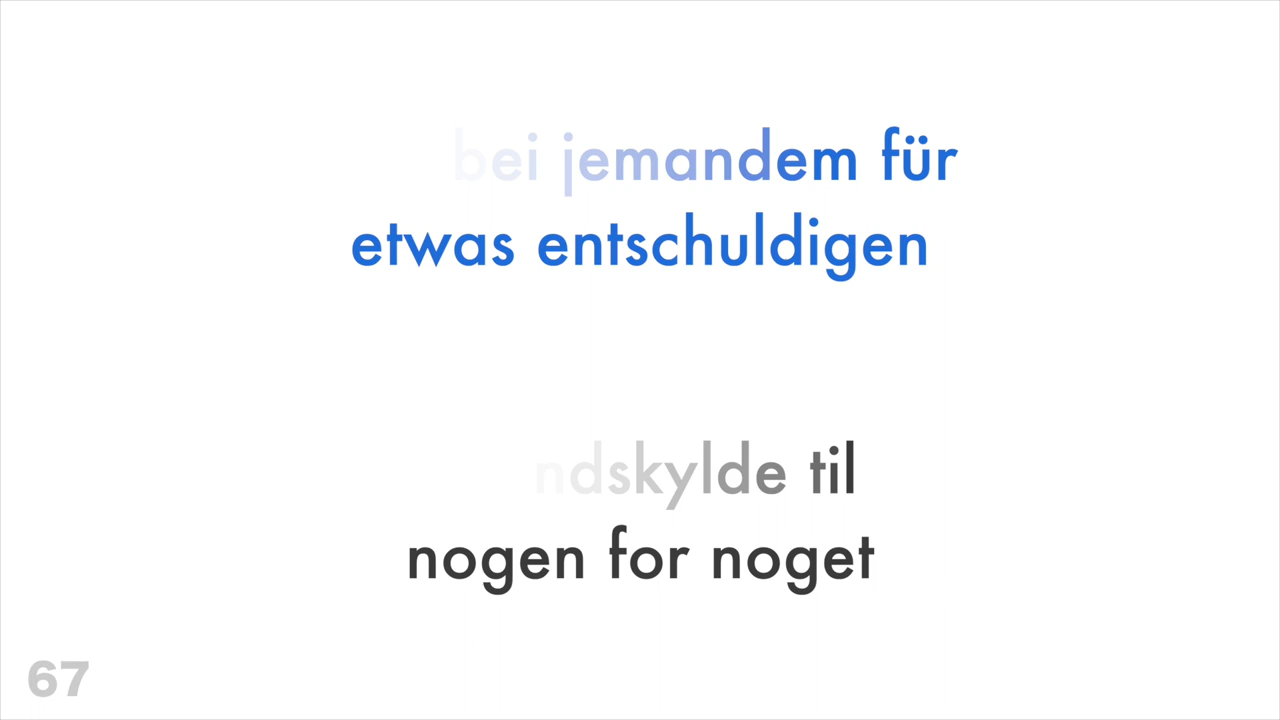 bei jemandem für
etwas entschuldigen
ndskylde til
nogen for noget
67